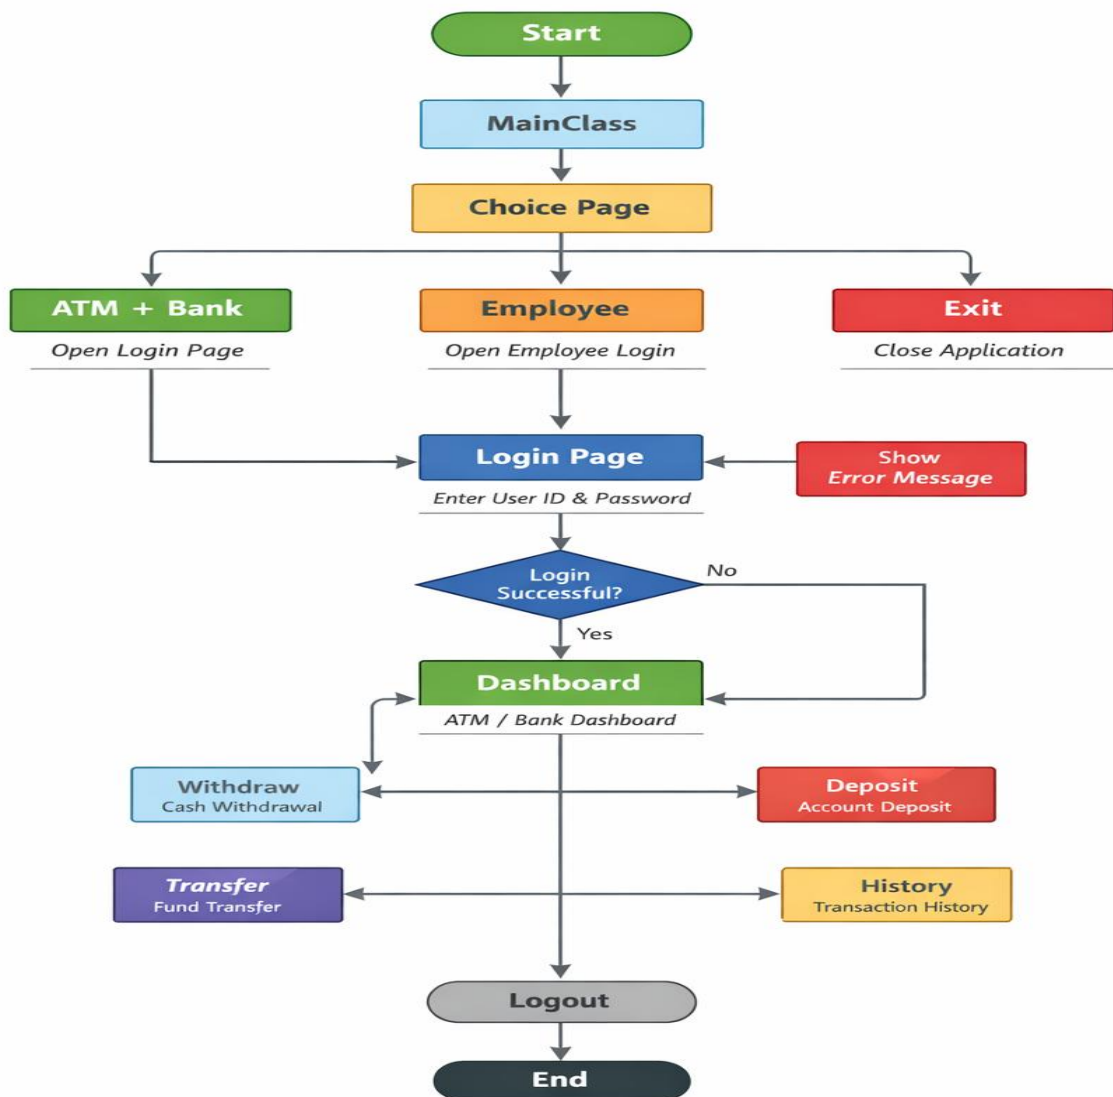 Start
MainClass
Choice Page
ATM + Bank
Open Login Page
Employee
Open Employee Login
Exit
Close Application
Login Page
Enter User ID & Password
Show
Error Message
Login
Successful?
No
Yes
Dashboard
ATM / Bank Dashboard
Withdraw
Cash Withdrawal
Deposit
Account Deposit
Transfer
Fund Transfer
History
Transaction History
Logout
End